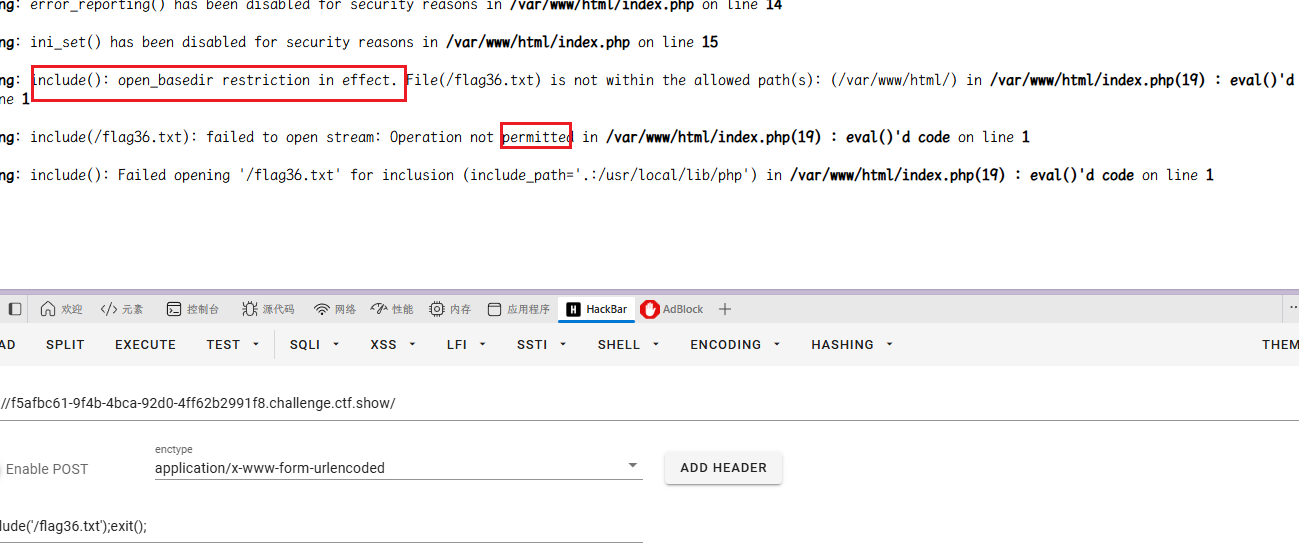 ng: error_reporting() has been disabled for security reasons in /var/www/html/index.php on line 14
ng: ini_set() has been disabled for security reasons in /var/www/html/index.php on line 15
ng: include(): open_basedir restriction in effect. File(/flag36.txt) is not within the allowed path(s): (/var/www/html/) in /var/www/html/index.php(19) : eval()'d
ne 1
ng: include(/flag36.txt): failed to open stream: Operation not permitted in /var/www/html/index.php(19) : eval()'d code on line 1
ng: include(): Failed opening '/flag36.txt' for inclusion (include_path='.:/usr/local/lib/php') in /var/www/html/index.php(19) : eval()'d code on line 1
欢迎 </> 元素 控制台 源代码 网络 性能 内存 应用程序 H HackBar AdBlock + ···
AD SPLIT EXECUTE TEST SQLI XSS LFI SSTI SHELL ENCODING HASHING THEM
//f5afbc61-9f4b-4bca-92d0-4ff62b2991f8.challenge.ctf.show/
enctype
Enable POST application/x-www-form-urlencoded ADD HEADER
lude('/flag36.txt');exit();